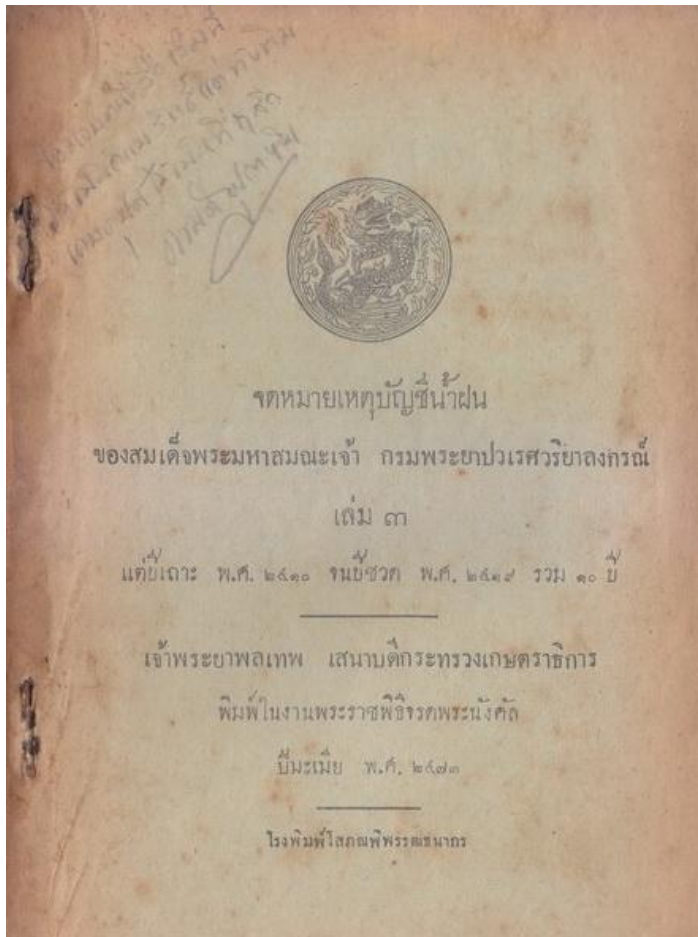 จดหมายเหตุบัญชีน้ำฝน
ของสมเด็จพระมหาสมณะเจ้า กรมพระยาปวเรศวริยาลงกรณ์
เล่ม ๓
แต่ปีเถาะ พ.ศ. ๒๔๑๐ จนปีชวด พ.ศ. ๒๔๑๙ รวม ๑๐ ปี
เจ้าพระยาพลเทพ เสนาบดีกระทรวงเกษตราธิการ
พิมพ์ในงานพระราชพิธีจรดพระนังคัล
ปีมะเมีย พ.ศ. ๒๔๗๓
โรงพิมพ์โสภณพิพรรฒธนากร